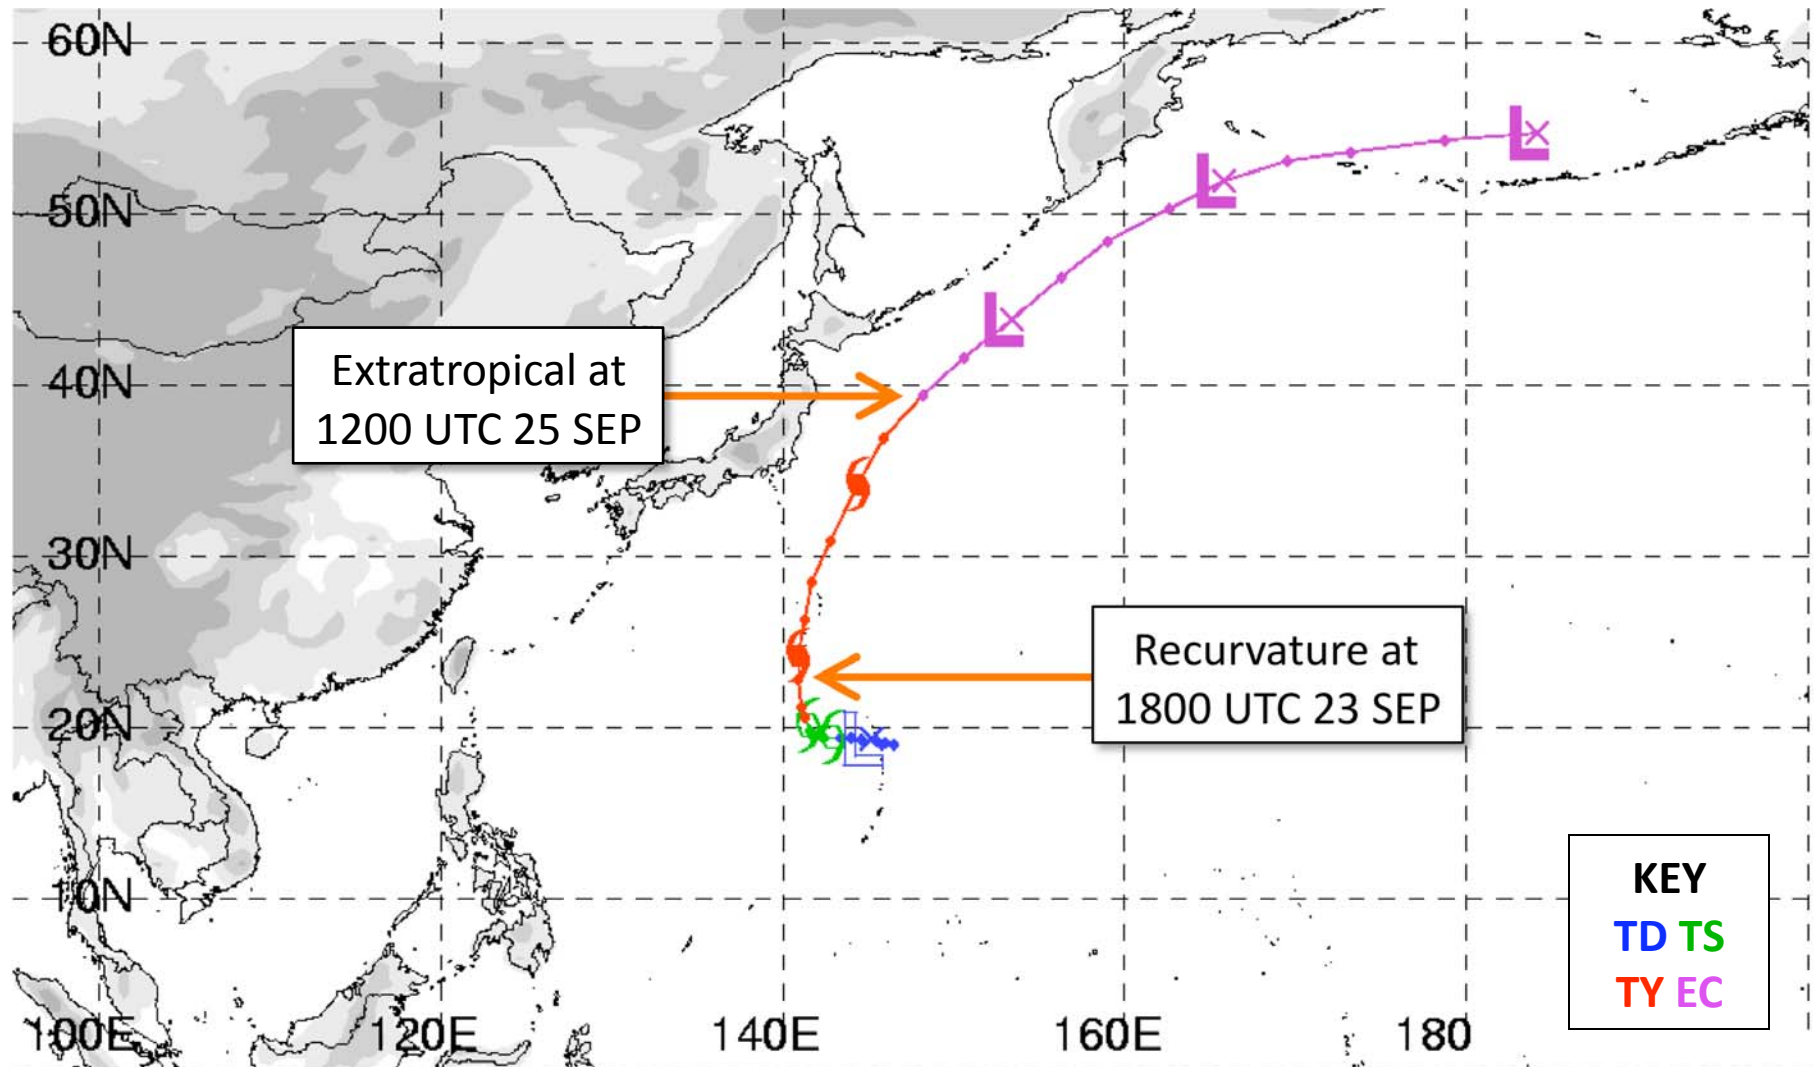 60N
50N
Extratropical at
1200 UTC 25 SEP
40N
30N
Recurvature at
1800 UTC 23 SEP
20N
L
L
L
L
10N
KEY
TD TS
TY EC
100E 120E 140E 160E 180